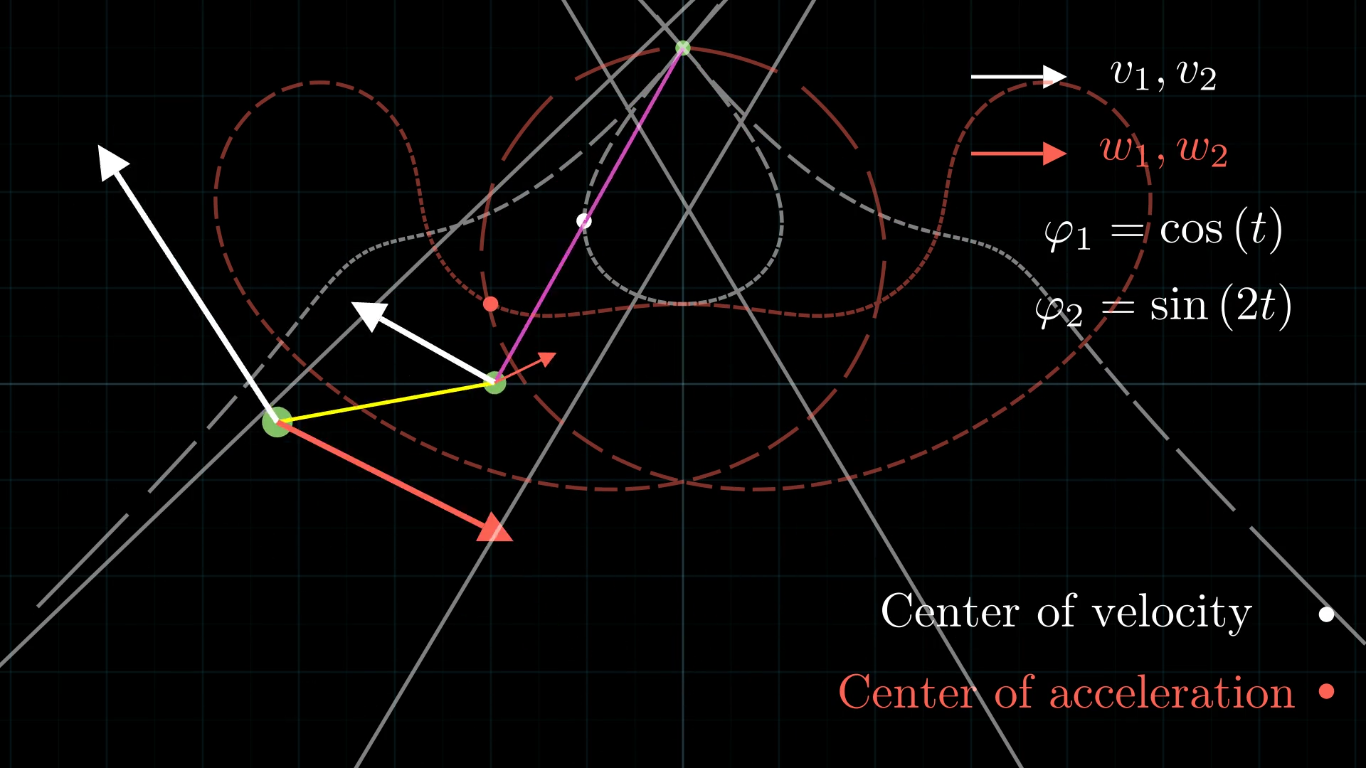 v₁, v₂
w₁, w₂
φ₁ = cos (t)
φ₂ = sin (2t)
Center of velocity
Center of acceleration